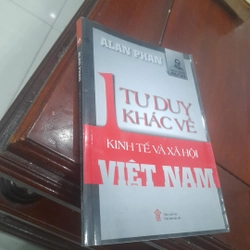 ALAN PHAN
TƯ DUY
KHÁC VỀ
KINH TẾ VÀ XÃ HỘI
VIỆT NAM